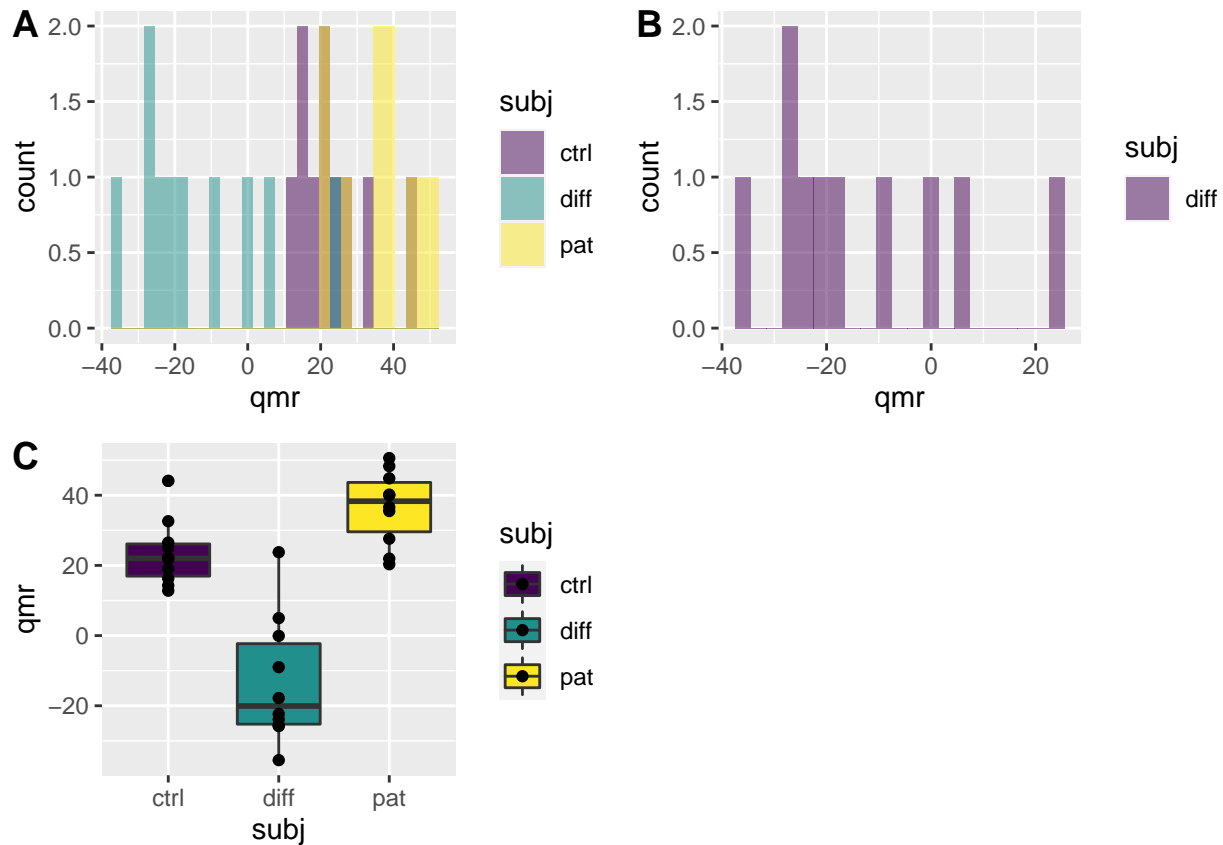 A
count
2.0
1.5
1.0
0.5
0.0
−40 −20 0 20 40
qmr
subj
ctrl
diff
pat
B
count
2.0
1.5
1.0
0.5
0.0
−40 −20 0 20
qmr
subj
diff
C
qmr
40
20
0
−20
ctrl diff pat
subj
subj
ctrl
diff
pat